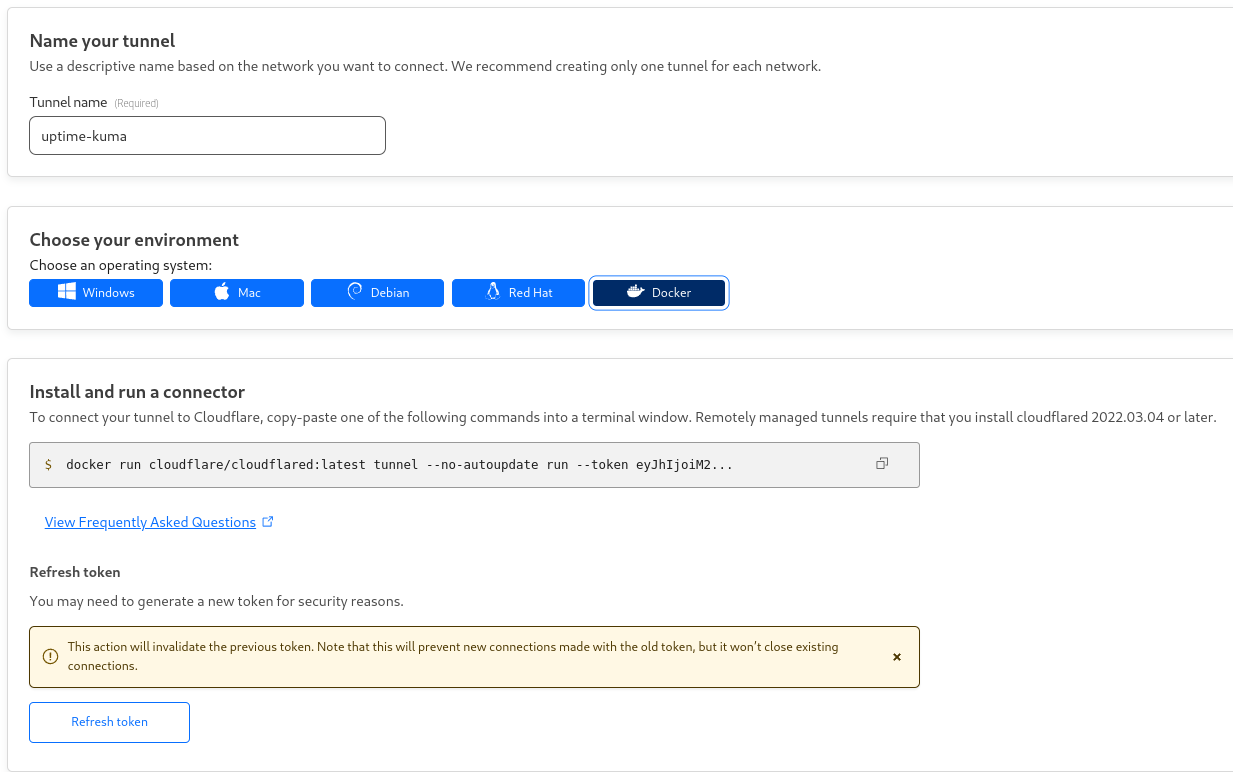 Name your tunnel
Use a descriptive name based on the network you want to connect. We recommend creating only one tunnel for each network.
Tunnel name (Required)
uptime-kuma
Choose your environment
Choose an operating system:
Windows Mac Debian Red Hat Docker
Install and run a connector
To connect your tunnel to Cloudflare, copy-paste one of the following commands into a terminal window. Remotely managed tunnels require that you install cloudflared 2022.03.04 or later.
$ docker run cloudflare/cloudflared:latest tunnel --no-autoupdate run --token eyJhIjoiM2...
View Frequently Asked Questions
Refresh token
You may need to generate a new token for security reasons.
This action will invalidate the previous token. Note that this will prevent new connections made with the old token, but it won’t close existing
connections.
Refresh token